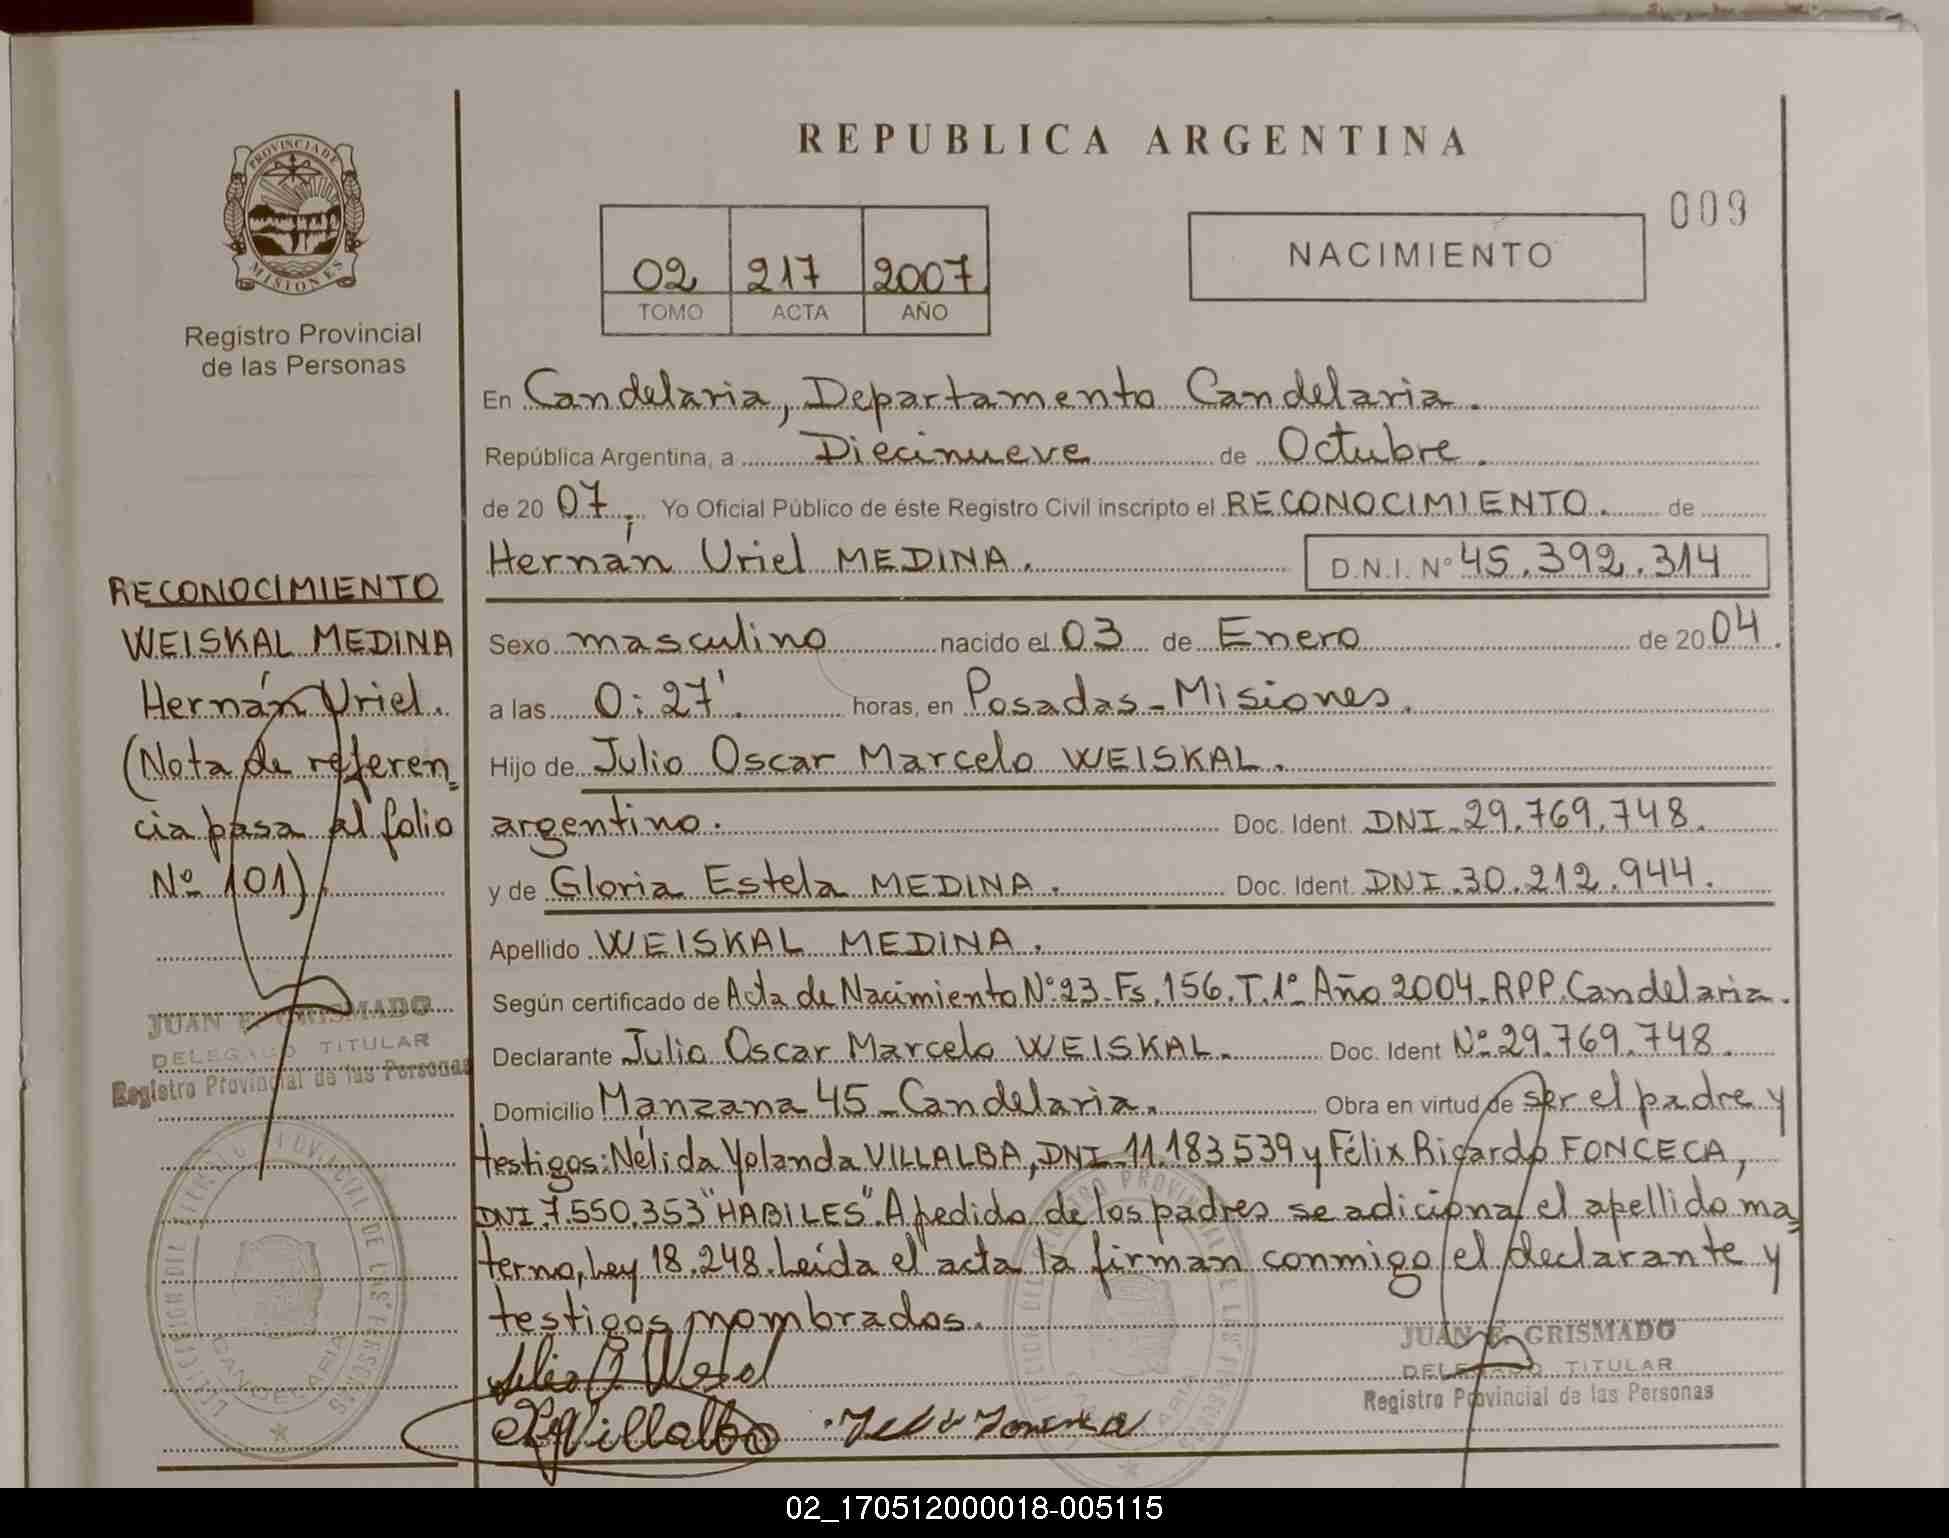 REPUBLICA ARGENTINA
009
PROVINCIA DE
MISIONES
Registro Provincial
de las Personas
02 217 2007
TOMO ACTA AÑO
NACIMIENTO
En Candelaria, Departamento Candelaria.
República Argentina, a Diecinueve de Octubre.
de 20 07, Yo Oficial Público de éste Registro Civil inscripto el RECONOCIMIENTO. de
Hernán Uriel MEDINA. D.N.I. Nº 45.392.314
Sexo masculino nacido el 03 de Enero de 20 04.
a las 0:27'. horas, en Posadas-Misiones.
Hijo de Julio Oscar Marcelo WEISKAL.
argentino. Doc. Ident. DNI.29.769.748.
y de Gloria Estela MEDINA. Doc. Ident. DNI.30.212.944.
Apellido WEISKAL MEDINA.
Según certificado de Acta de Nacimiento Nº23.Fs.156.T.1º Año 2004.RPP.Candelaria.
Declarante Julio Oscar Marcelo WEISKAL. Doc. Ident Nº29.769.748.
Domicilio Manzana 45-Candelaria. Obra en virtud de ser el padre y
testigos: Nélida Yolanda VILLALBA, DNI.11.183539 y Félix Ricardo FONCECA,
DNI.7.550.353 "HABILES". A pedido de los padres se adiciona el apellido ma=
terno, Ley 18.248. Leída el acta la firman conmigo el declarante y
testigos nombrados.
JUAN E. GRISMADO
DELEGADO TITULAR
Registro Provincial de las Personas
RECONOCIMIENTO
WEISKAL MEDINA
Hernán Uriel.
(Nota de referen=
cia pasa al folio
Nº 101).
JUAN E. GRISMADO
DELEGADO TITULAR
Registro Provincial de las Personas
CANDELARIA
02_170512000018-005115